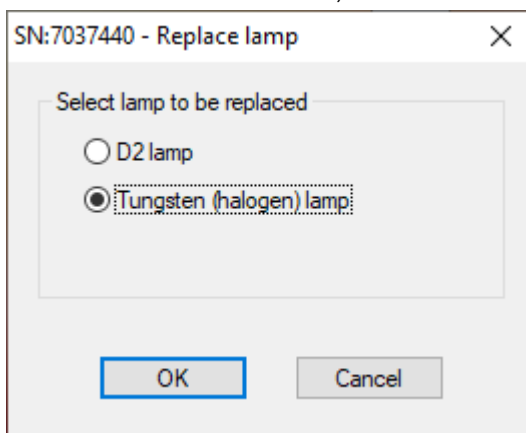 SN:7037440 - Replace lamp
Select lamp to be replaced
D2 lamp
Tungsten (halogen) lamp
OK
Cancel